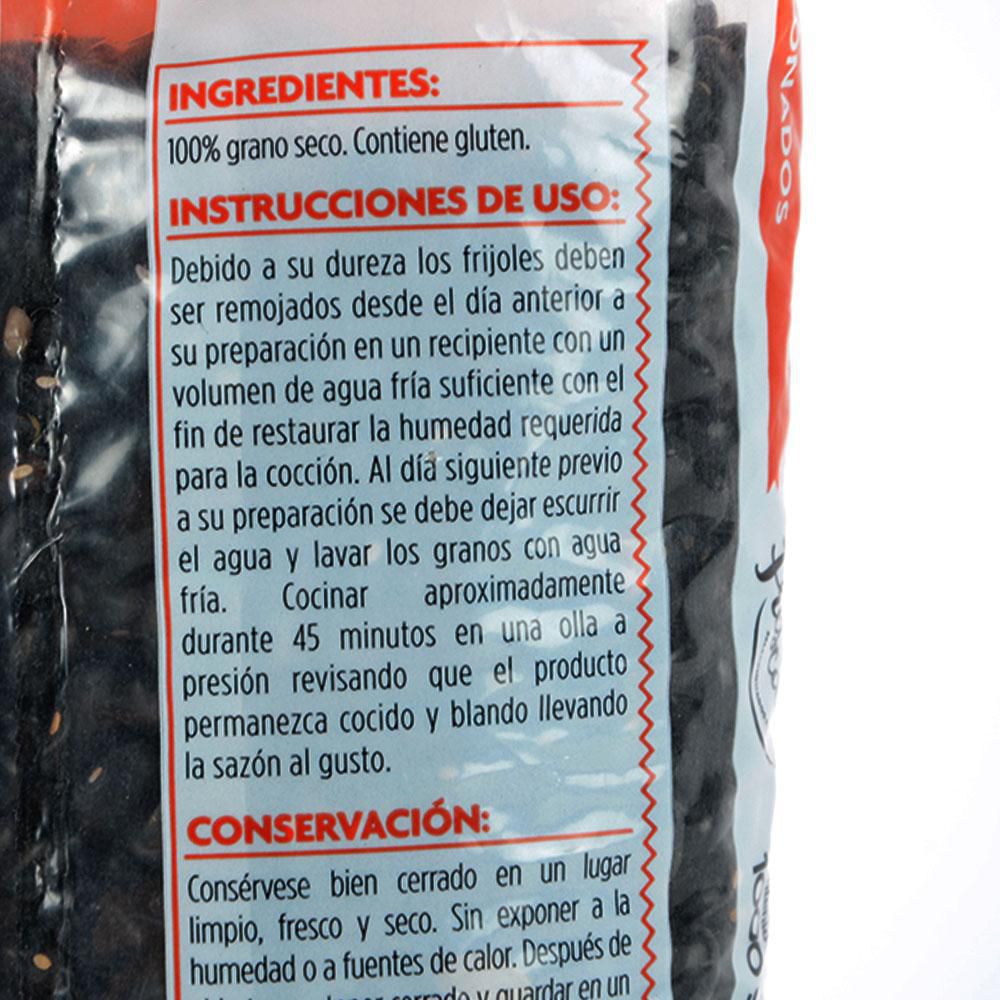 INGREDIENTES:
100% grano seco. Contiene gluten.
INSTRUCCIONES DE USO:
Debido a su dureza los frijoles deben
ser remojados desde el día anterior a
su preparación en un recipiente con un
volumen de agua fría suficiente con el
fin de restaurar la humedad requerida
para la cocción. Al día siguiente previo
a su preparación se debe dejar escurrir
el agua y lavar los granos con agua
fría. Cocinar aproximadamente
durante 45 minutos en una olla a
presión revisando que el producto
permanezca cocido y blando llevando
la sazón al gusto.
CONSERVACIÓN:
Consérvese bien cerrado en un lugar
limpio, fresco y seco. Sin exponer a la
humedad o a fuentes de calor. Después de
cerrado y guardar en un
ONADOS